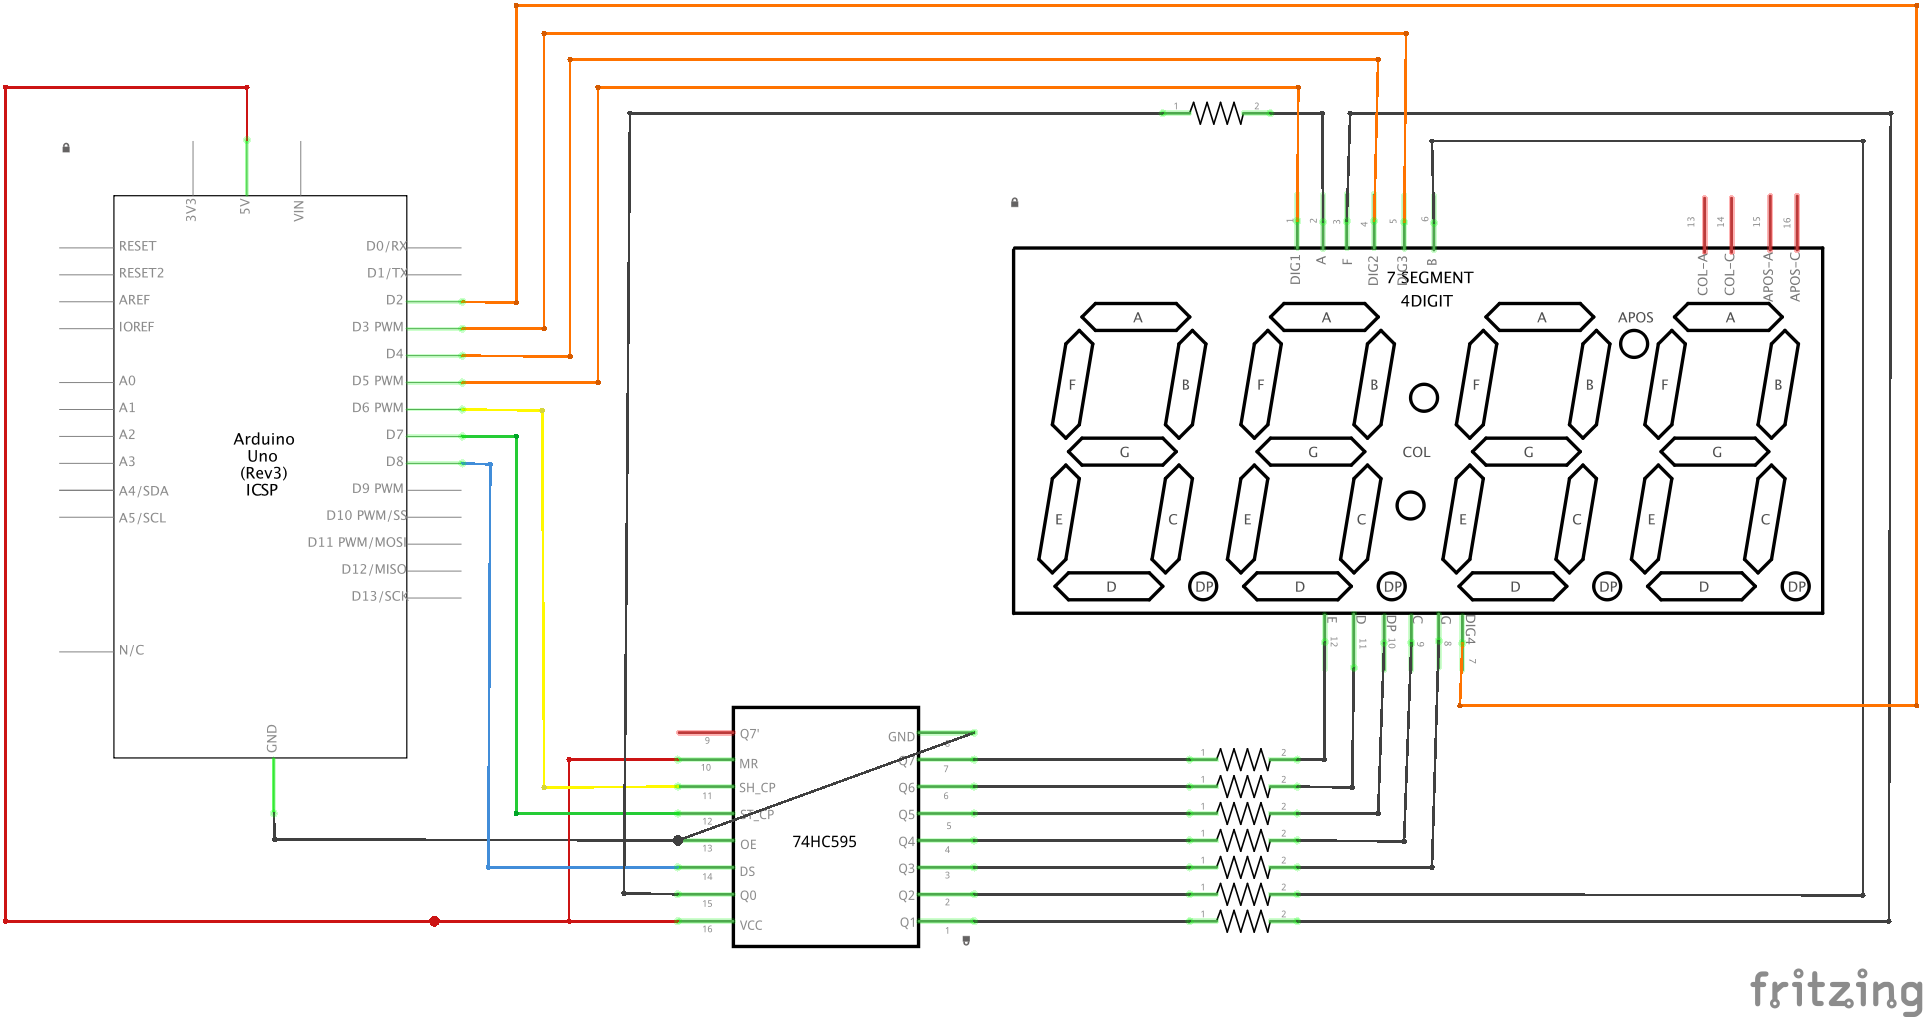 3V3
5V
VIN
RESET
RESET2
AREF
IOREF
A0
A1
A2
A3
A4/SDA
A5/SCL
N/C
D0/RX
D1/TX
D2
D3 PWM
D4
D5 PWM
D6 PWM
D7
D8
D9 PWM
D10 PWM/SS
D11 PWM/MOSI
D12/MISO
D13/SCK
GND
Arduino
Uno
(Rev3)
ICSP
1 2
1 2 3 4 5 6 13 14 15 16
DIG1 A F DIG2 DIG3 B COL-A COL-C APOS-A APOS-C
7 SEGMENT
4DIGIT
APOS
A A A A
F B F B F B F B
G G COL G G
E C E C E C E C
D DP D DP D DP D DP
E D DP C G DIG4
12 11 10 9 8 7
Q7'
9
MR
10
SH_CP
11
ST_CP
12
OE
13
DS
14
Q0
15
VCC
16
74HC595
GND
8
Q7
7
Q6
6
Q5
5
Q4
4
Q3
3
Q2
2
Q1
1
1 2
1 2
1 2
1 2
1 2
1 2
1 2
fritzing